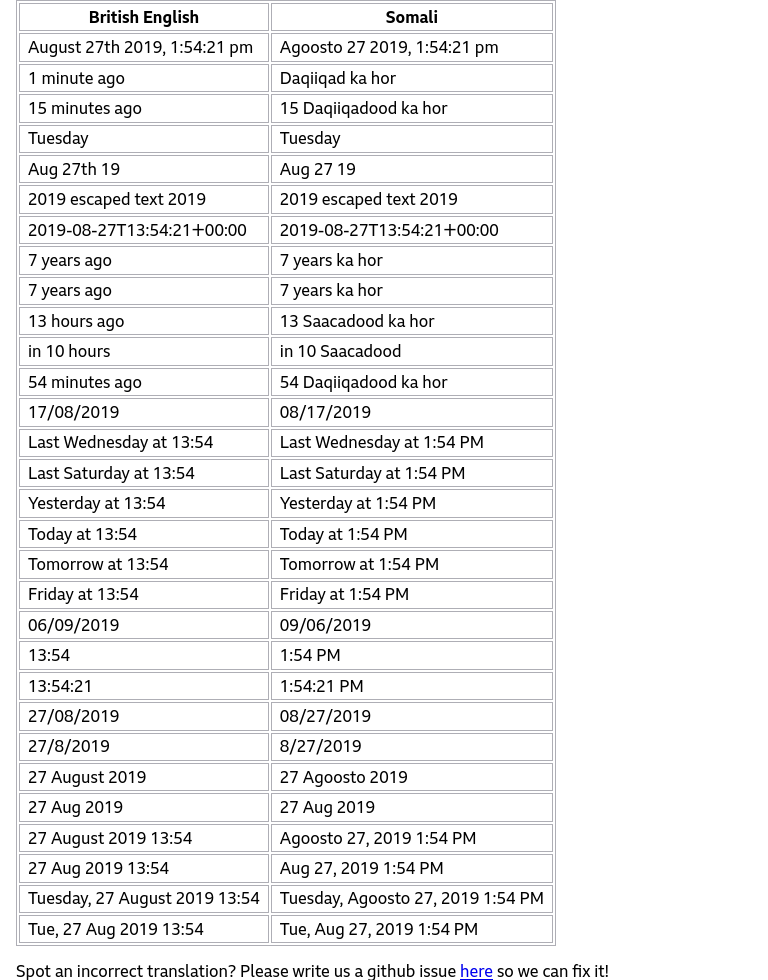 British English Somali
August 27th 2019, 1:54:21 pm Agoosto 27 2019, 1:54:21 pm
1 minute ago Daqiiqad ka hor
15 minutes ago 15 Daqiiqadood ka hor
Tuesday Tuesday
Aug 27th 19 Aug 27 19
2019 escaped text 2019 2019 escaped text 2019
2019-08-27T13:54:21+00:00 2019-08-27T13:54:21+00:00
7 years ago 7 years ka hor
7 years ago 7 years ka hor
13 hours ago 13 Saacadood ka hor
in 10 hours in 10 Saacadood
54 minutes ago 54 Daqiiqadood ka hor
17/08/2019 08/17/2019
Last Wednesday at 13:54 Last Wednesday at 1:54 PM
Last Saturday at 13:54 Last Saturday at 1:54 PM
Yesterday at 13:54 Yesterday at 1:54 PM
Today at 13:54 Today at 1:54 PM
Tomorrow at 13:54 Tomorrow at 1:54 PM
Friday at 13:54 Friday at 1:54 PM
06/09/2019 09/06/2019
13:54 1:54 PM
13:54:21 1:54:21 PM
27/08/2019 08/27/2019
27/8/2019 8/27/2019
27 August 2019 27 Agoosto 2019
27 Aug 2019 27 Aug 2019
27 August 2019 13:54 Agoosto 27, 2019 1:54 PM
27 Aug 2019 13:54 Aug 27, 2019 1:54 PM
Tuesday, 27 August 2019 13:54 Tuesday, Agoosto 27, 2019 1:54 PM
Tue, 27 Aug 2019 13:54 Tue, Aug 27, 2019 1:54 PM
Spot an incorrect translation? Please write us a github issue here so we can fix it!